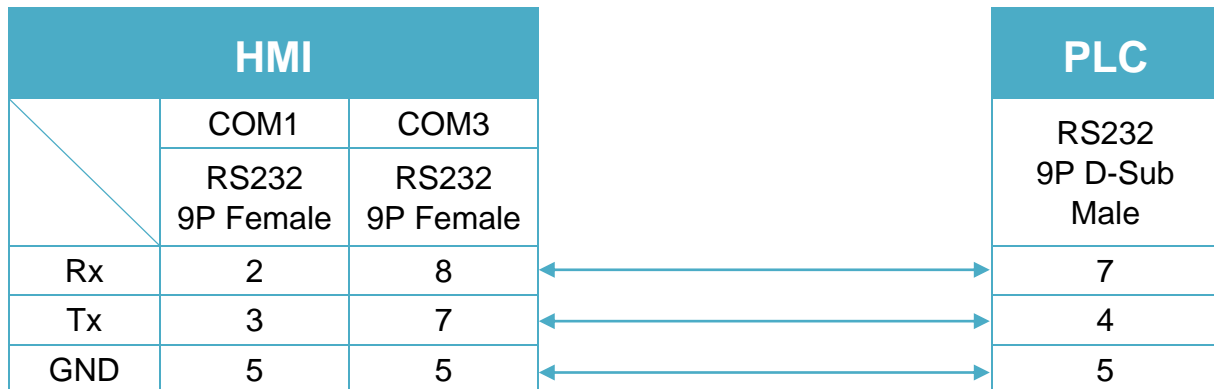 HMI
PLC
COM1 COM3
RS232
9P Female
RS232
9P Female
RS232
9P D-Sub
Male
Rx 2 8 7
Tx 3 7 4
GND 5 5 5